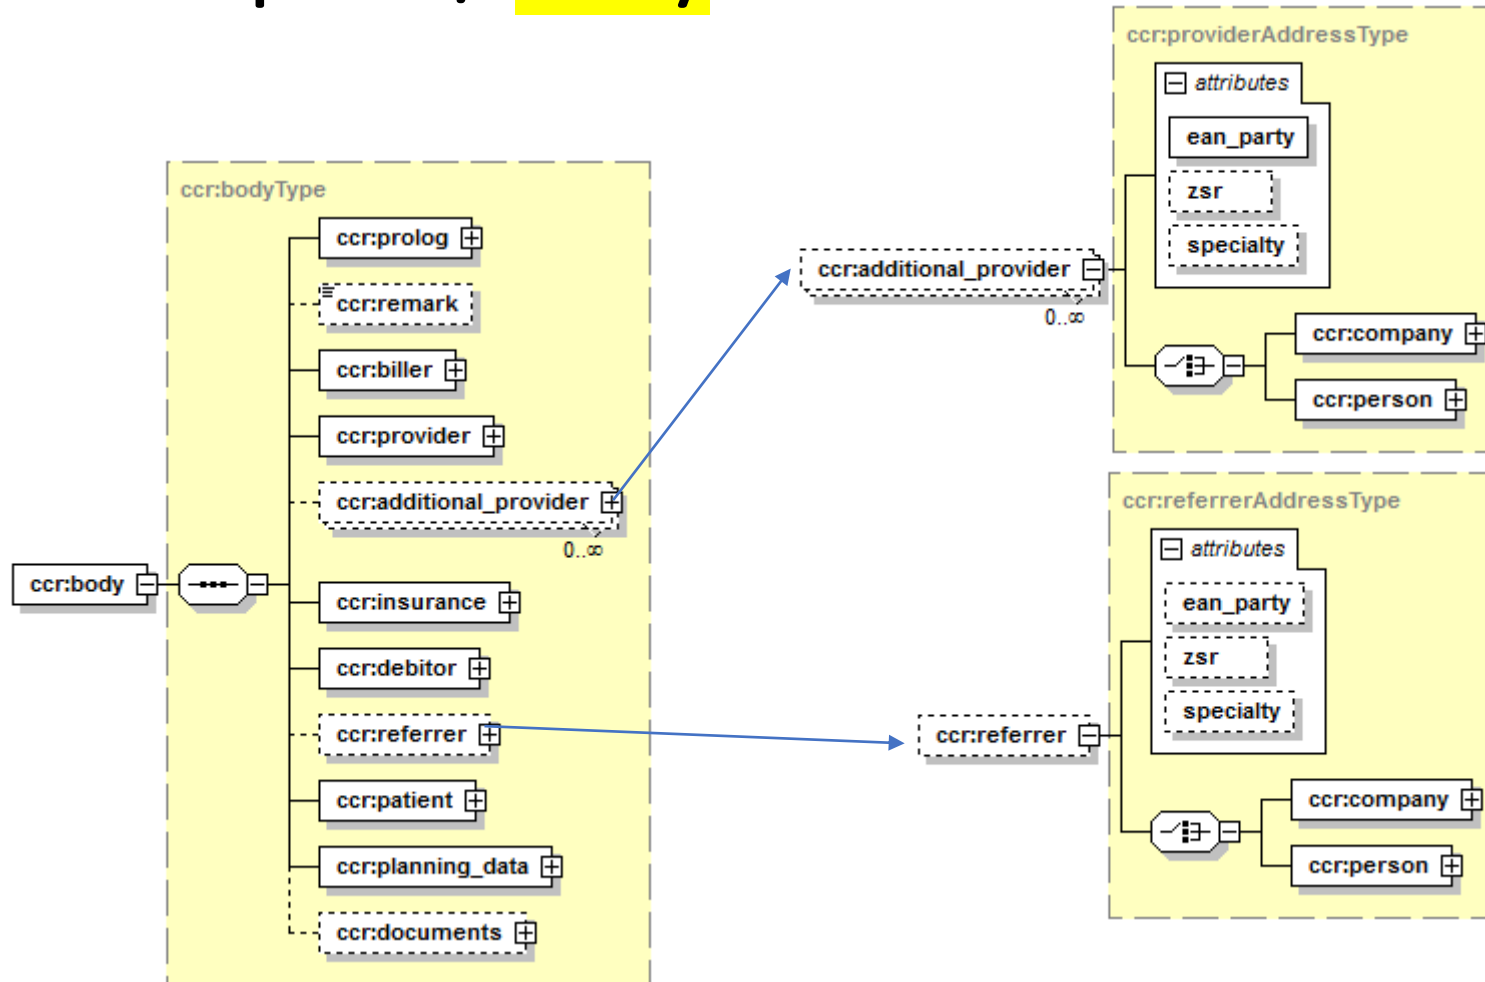 ccr:bodyType
ccr:body
ccr:prolog
ccr:remark
ccr:biller
ccr:provider
ccr:additional_provider
0..∞
ccr:insurance
ccr:debitor
ccr:referrer
ccr:patient
ccr:planning_data
ccr:documents
ccr:additional_provider
0..∞
ccr:providerAddressType
attributes
ean_party
zsr
specialty
ccr:company
ccr:person
ccr:referrer
ccr:referrerAddressType
attributes
ean_party
zsr
specialty
ccr:company
ccr:person